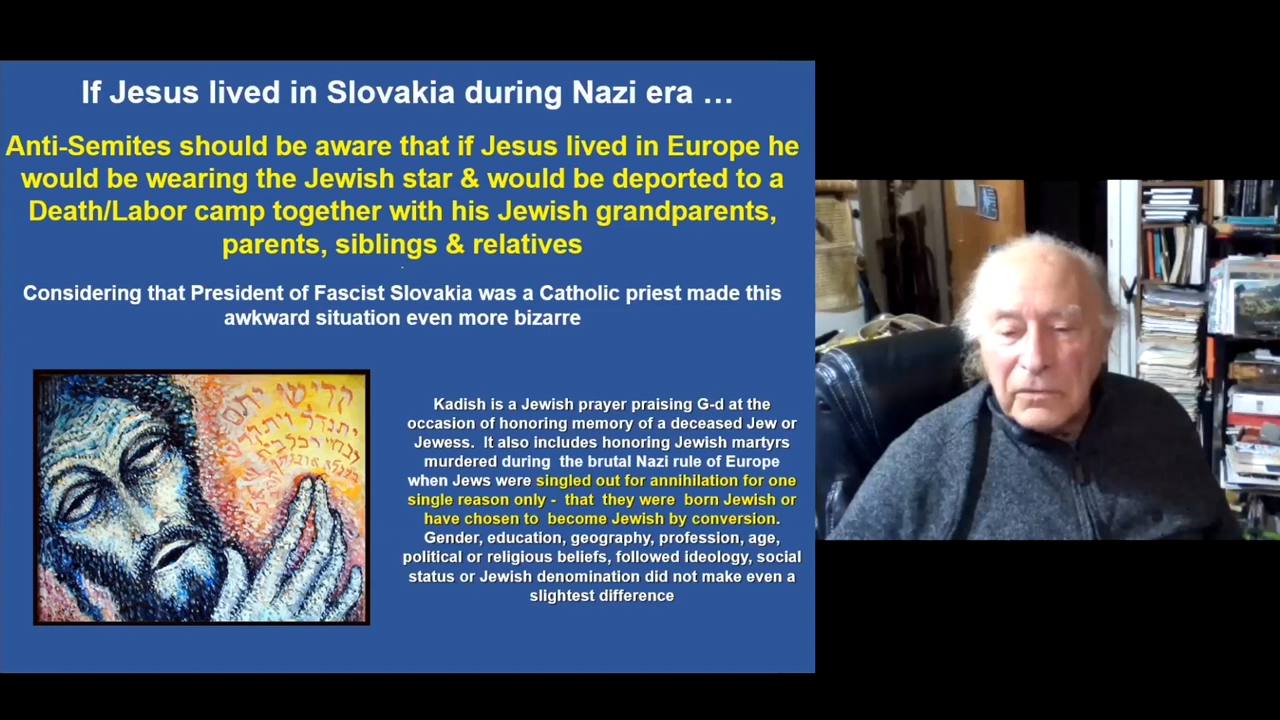 If Jesus lived in Slovakia during Nazi era …
Anti-Semites should be aware that if Jesus lived in Europe he
would be wearing the Jewish star & would be deported to a
Death/Labor camp together with his Jewish grandparents,
parents, siblings & relatives
Considering that President of Fascist Slovakia was a Catholic priest made this
awkward situation even more bizarre
קדיש יתום
יתגדל ויתקדש
Kadish is a Jewish prayer praising G-d at the
occasion of honoring memory of a deceased Jew or
Jewess. It also includes honoring Jewish martyrs
murdered during the brutal Nazi rule of Europe
when Jews were singled out for annihilation for one
single reason only - that they were born Jewish or
have chosen to become Jewish by conversion.
Gender, education, geography, profession, age,
political or religious beliefs, followed ideology, social
status or Jewish denomination did not make even a
slightest difference